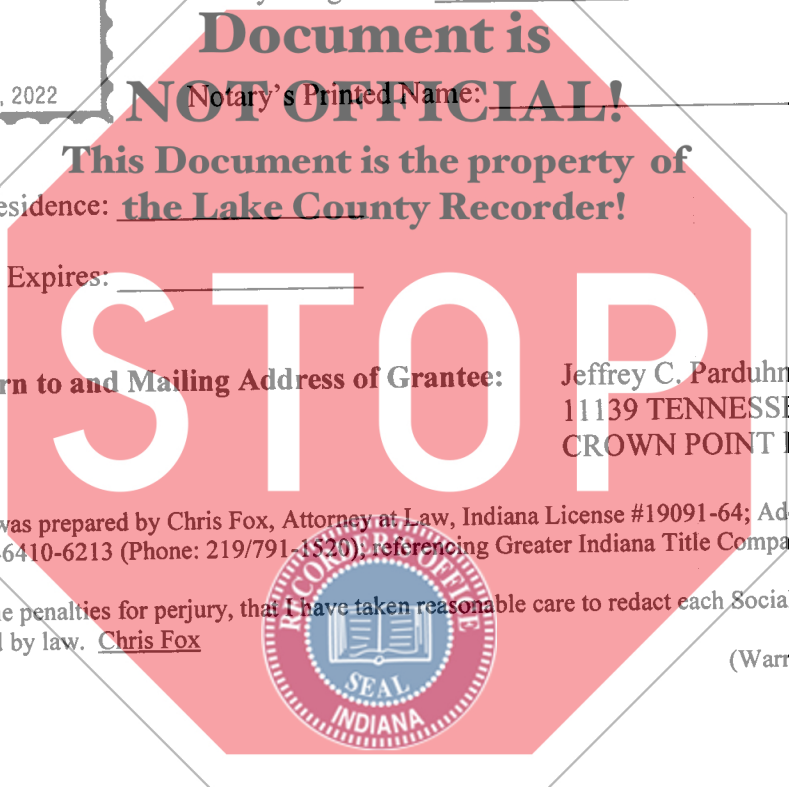 Document is
, 2022
NOT OFFICIAL!
Notary's Printed Name:
This Document is the property of
esidence: the Lake County Recorder!
Expires:
STOP
rn to and Mailing Address of Grantee: Jeffrey C. Parduhn
11139 TENNESSE
CROWN POINT
was prepared by Chris Fox, Attorney at Law, Indiana License #19091-64; Ad
6410-6213 (Phone: 219/791-1520); referencing Greater Indiana Title Compa
e penalties for perjury, that I have taken reasonable care to redact each Social
d by law. Chris Fox
(Warr
RECORDER'S OFFICE
SEAL
INDIANA